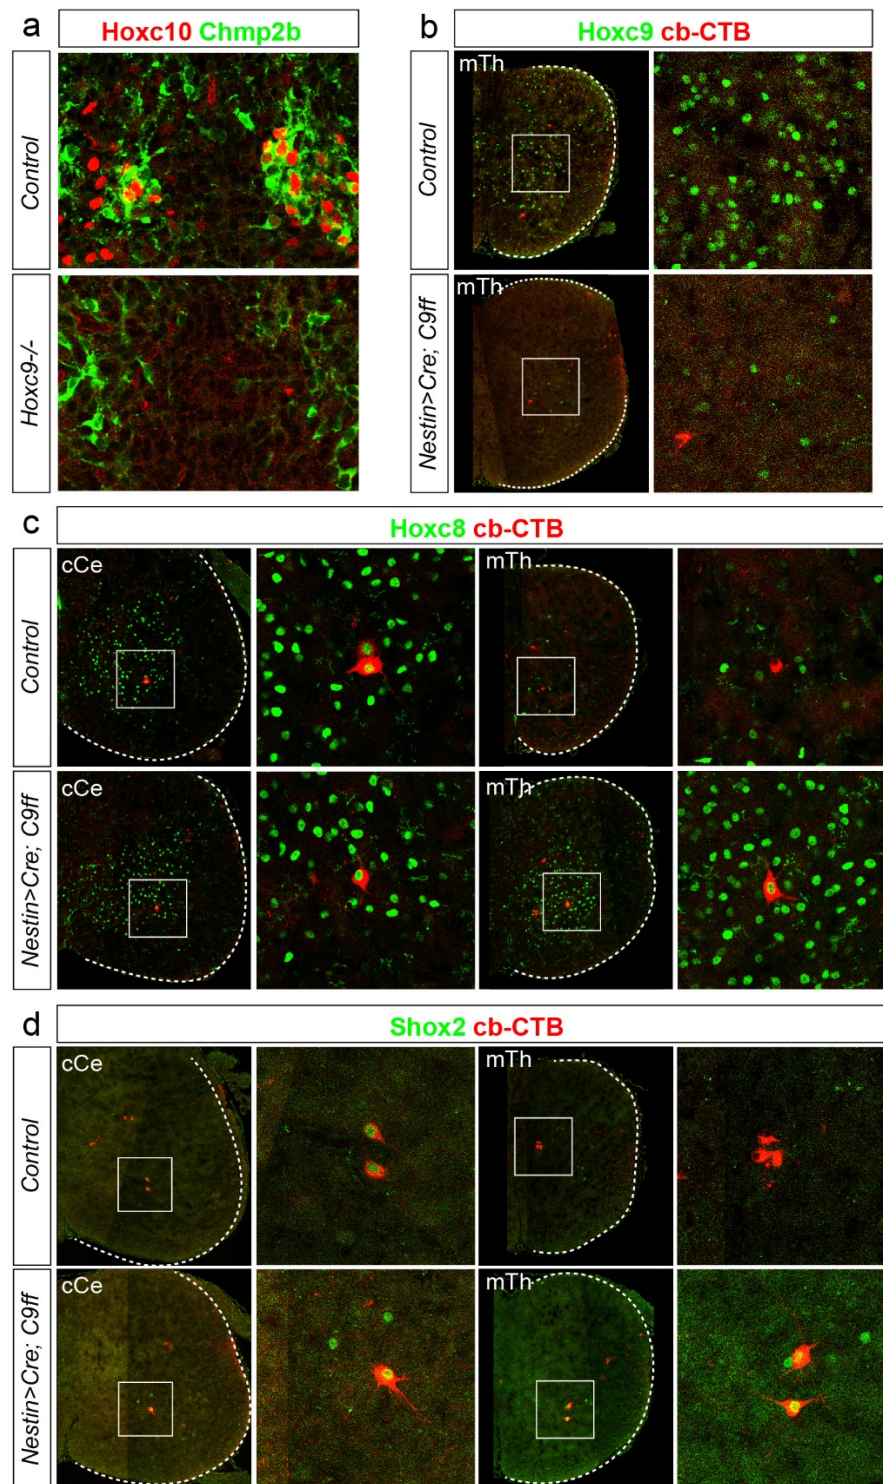 a
Hoxc10 Chmp2b
Control
Hoxc9-/-
b
Hoxc9 cb-CTB
Control
mTh
Nestin>Cre; C9ff
mTh
c
Hoxc8 cb-CTB
Control
cCe
mTh
Nestin>Cre; C9ff
cCe
mTh
d
Shox2 cb-CTB
Control
cCe
mTh
Nestin>Cre; C9ff
cCe
mTh